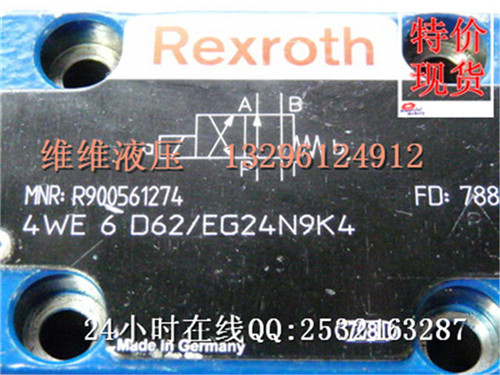 Rexroth
特价
现货
A B
a b
P
维维液压 13296124912
MNR: R900561274 FD: 788
4WE 6 D62/EG24N9K4
24小时在线QQ:2532163287
Made in Germany